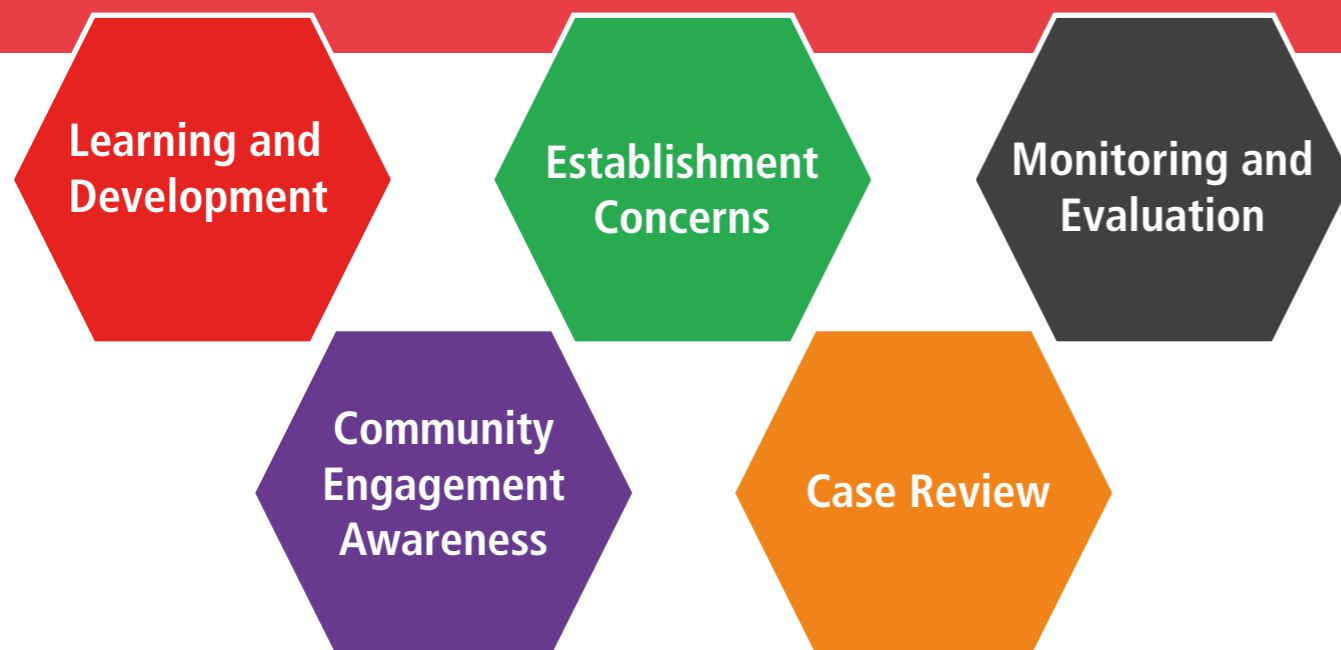 Learning and
Development
Establishment
Concerns
Monitoring and
Evaluation
Community
Engagement
Awareness
Case Review